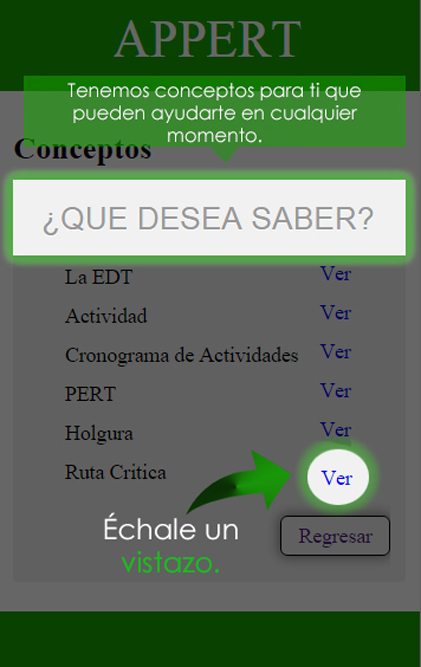 APPERT
Tenemos conceptos para ti que
pueden ayudarte en cualquier
momento.
Conceptos
¿QUE DESEA SABER?
La EDT Ver
Actividad Ver
Cronograma de Actividades Ver
PERT Ver
Holgura Ver
Ruta Critica Ver
Échale un
vistazo.
Regresar